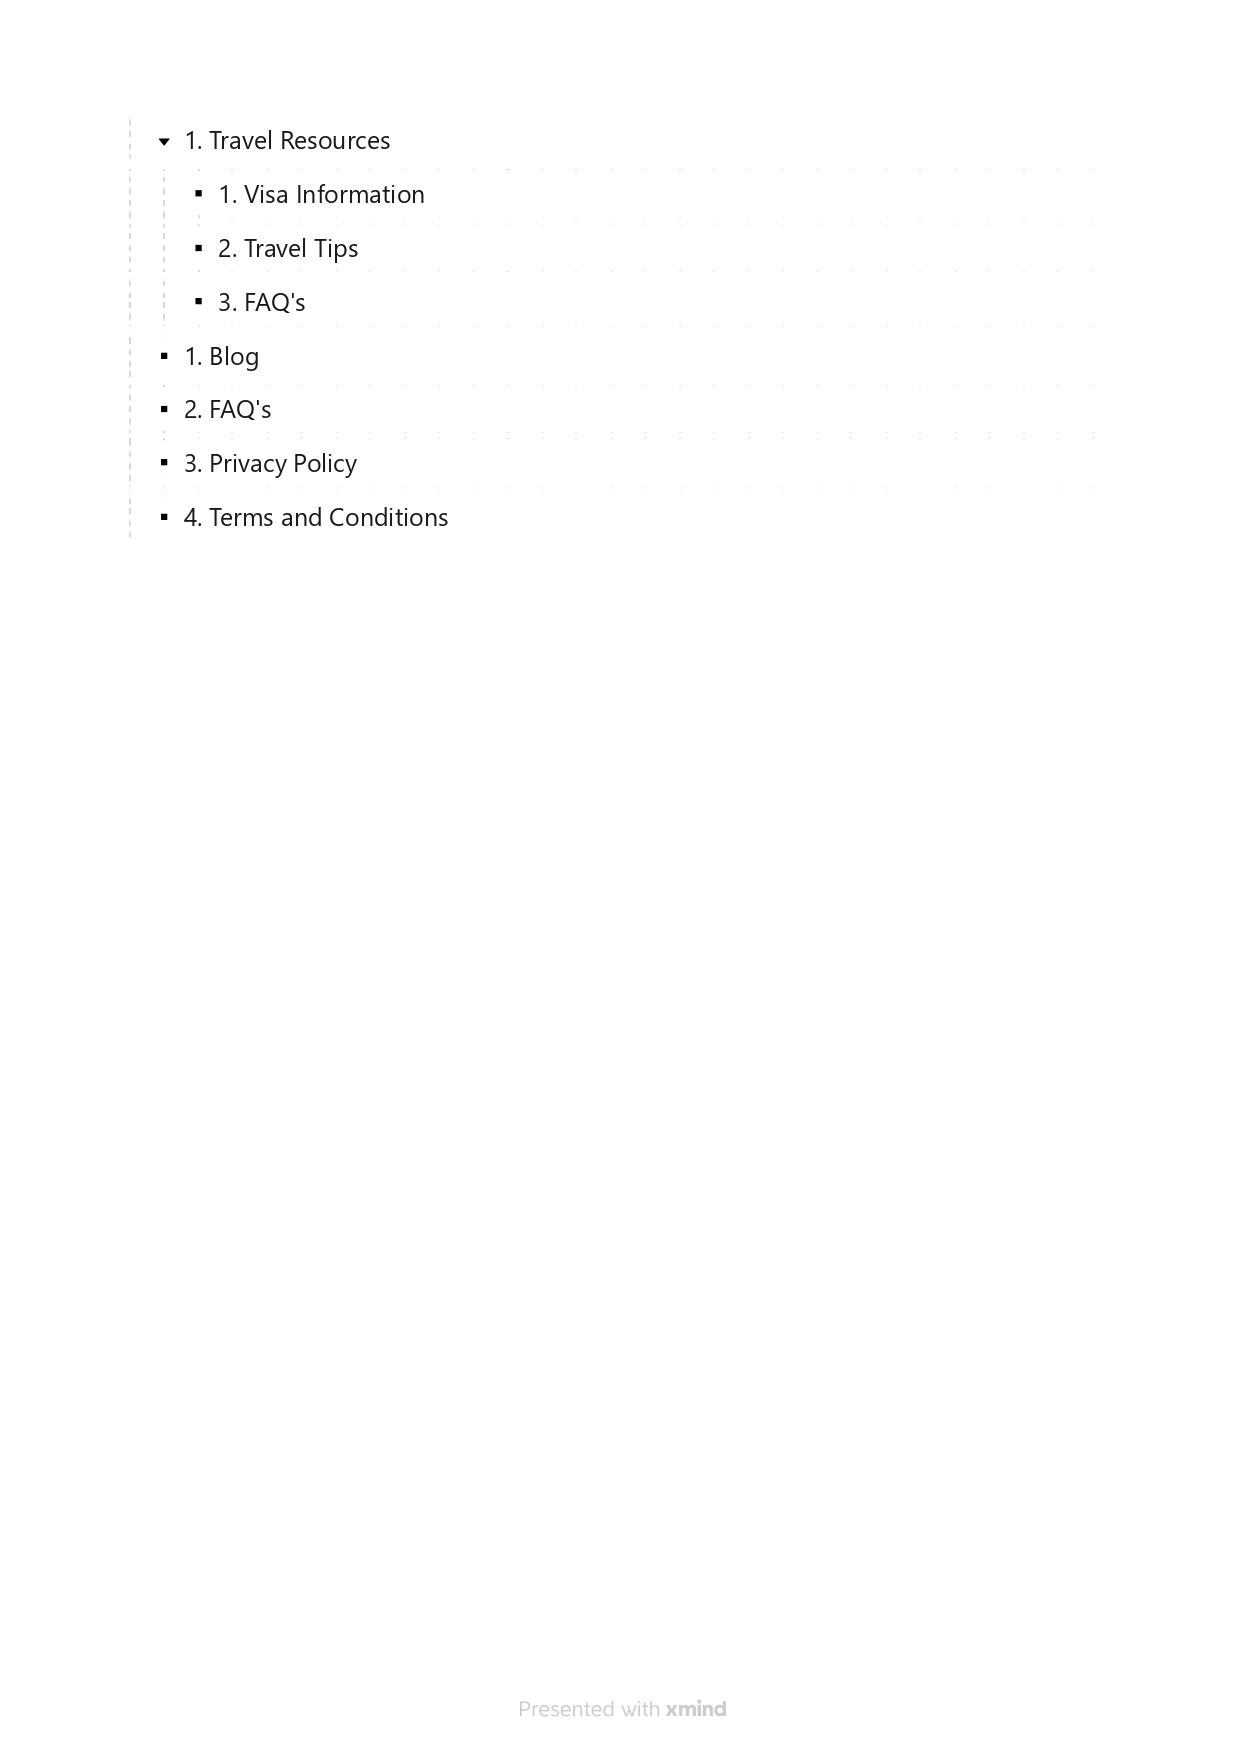 1. Travel Resources
1. Visa Information
2. Travel Tips
3. FAQ's
1. Blog
2. FAQ's
3. Privacy Policy
4. Terms and Conditions
Presented with xmind